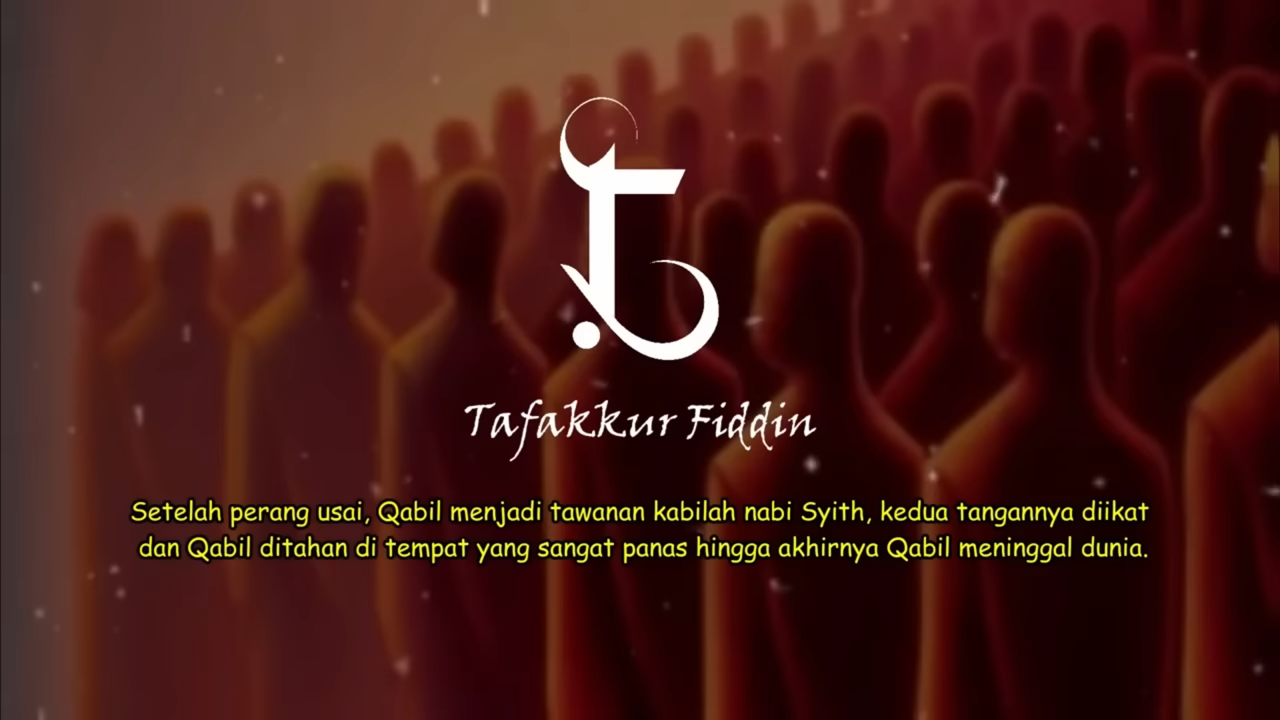 Tafakkur Fiddin
Setelah perang usai, Qabil menjadi tawanan kabilah nabi Syith, kedua tangannya diikat
dan Qabil ditahan di tempat yang sangat panas hingga akhirnya Qabil meninggal dunia.